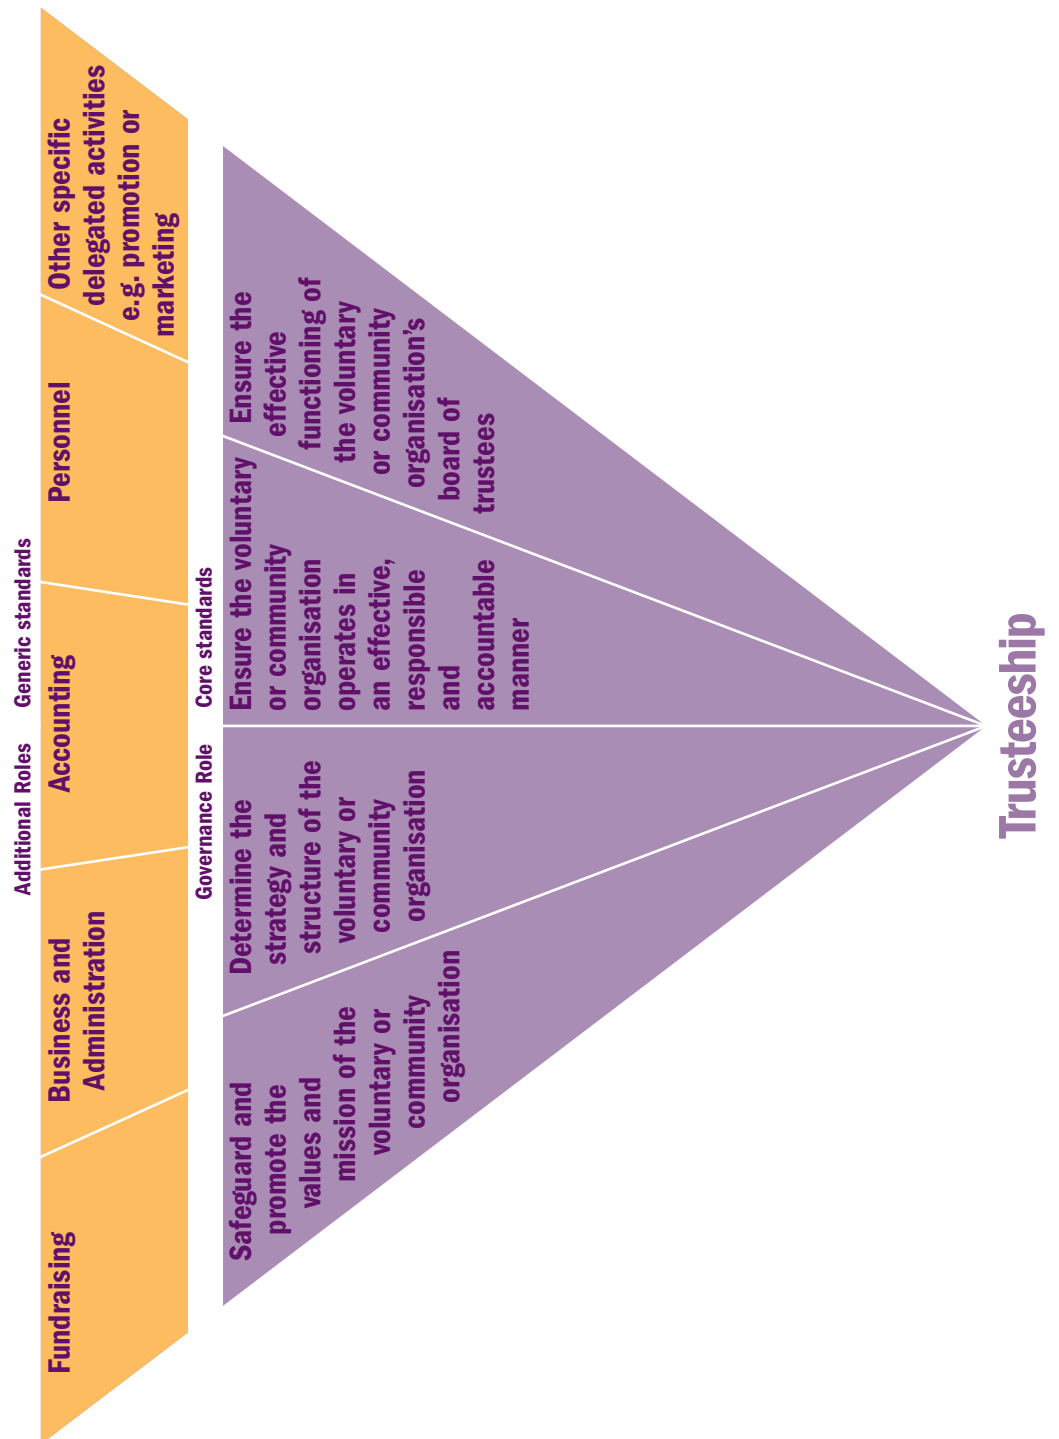 Additional Roles Generic standards
Fundraising
Business and
Administration
Accounting
Personnel
Other specific
delegated activities
e.g. promotion or
marketing
Governance Role Core standards
Safeguard and
promote the
values and
mission of the
voluntary or
community
organisation
Determine the
strategy and
structure of the
voluntary or
community
organisation
Ensure the voluntary
or community
organisation
operates in
an effective,
responsible
and
accountable
manner
Ensure the
effective
functioning of
the voluntary
or community
organisation’s
board of
trustees
Trusteeship